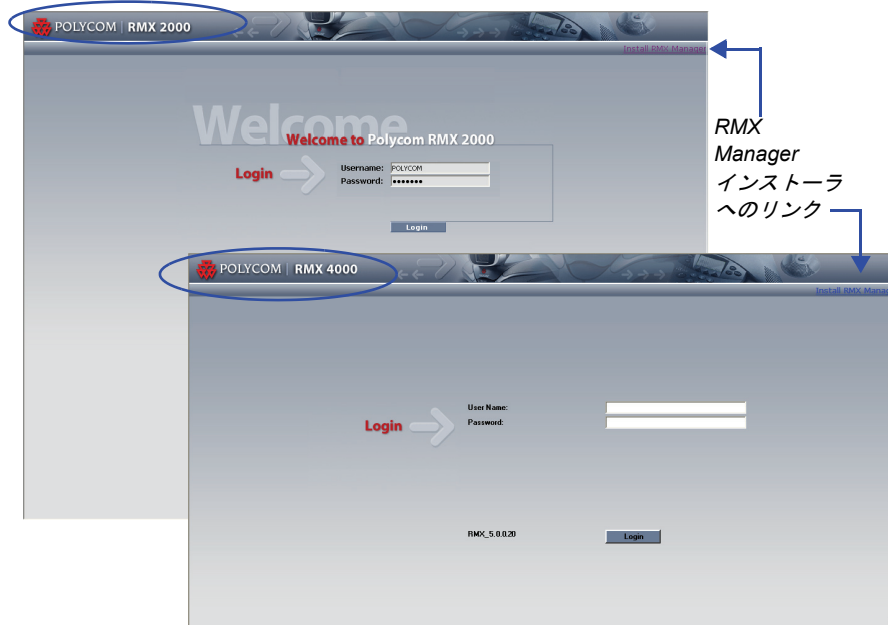 POLYCOM | RMX 2000
Install RMX Manager
Welcome
Welcome to Polycom RMX 2000
Login
Username: POLYCOM
Password: •••••••
Login
RMX
Manager
インストーラ
へのリンク
POLYCOM | RMX 4000
Install RMX Mana
Login
User Name:
Password:
RMX_5.0.0.20
Login